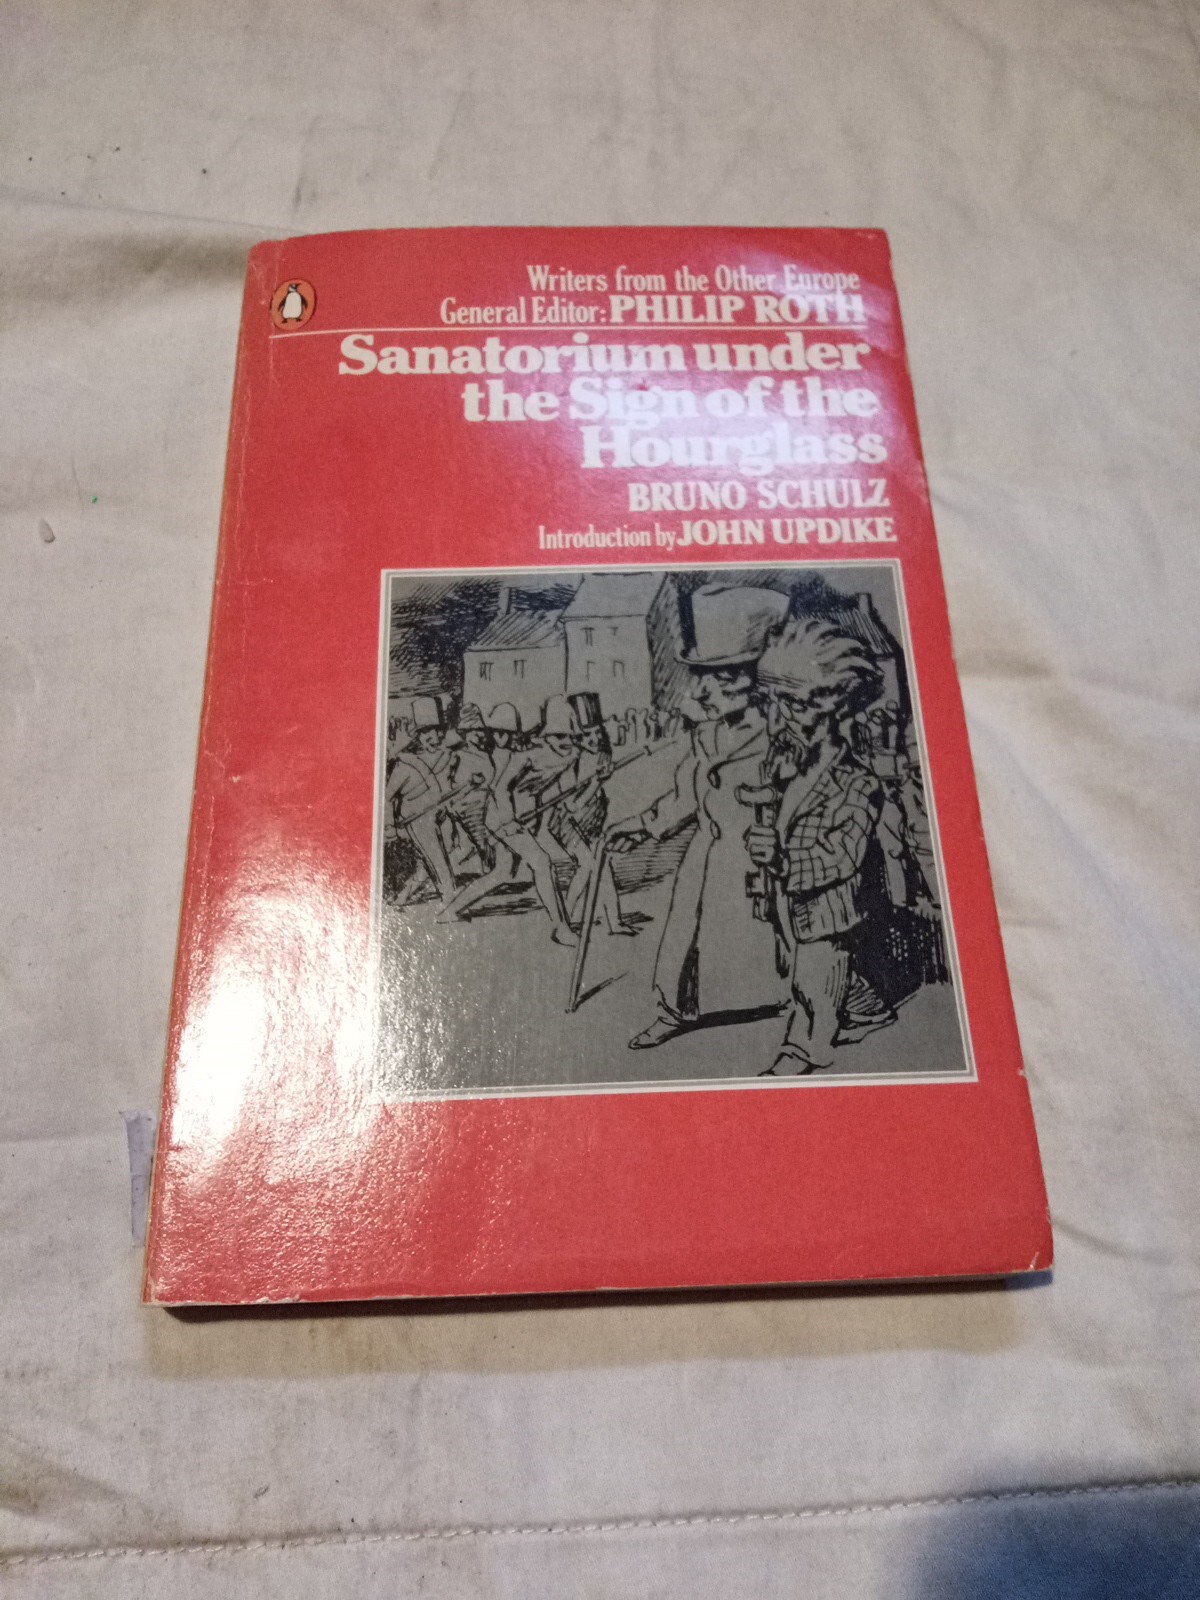 Writers from the Other Europe
General Editor: PHILIP ROTH
Sanatorium under
the Sign of the
Hourglass
BRUNO SCHULZ
Introduction by JOHN UPDIKE